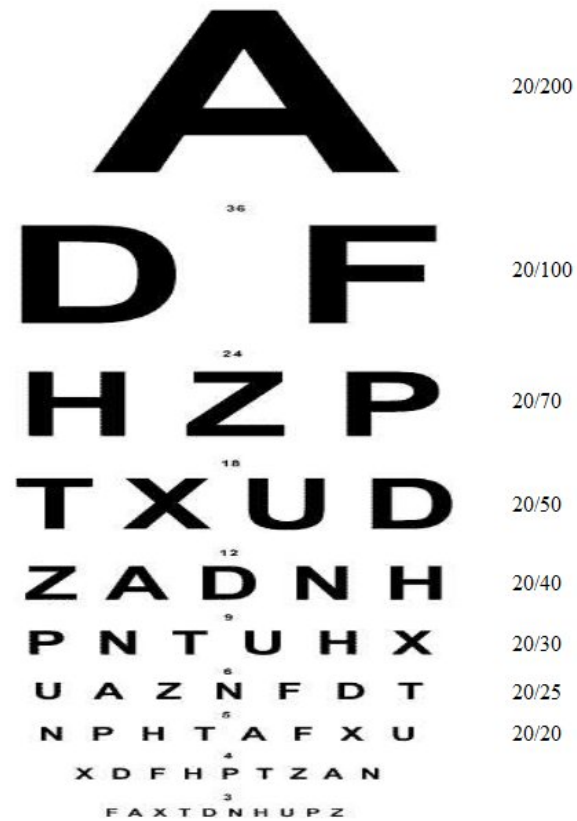 A 20/200
36
D F 20/100
24
H Z P 20/70
18
T X U D 20/50
12
Z A D N H 20/40
9
P N T U H X 20/30
6
U A Z N F D T 20/25
5
N P H T A F X U 20/20
4
X D F H P T Z A N
3
F A X T D N H U P Z